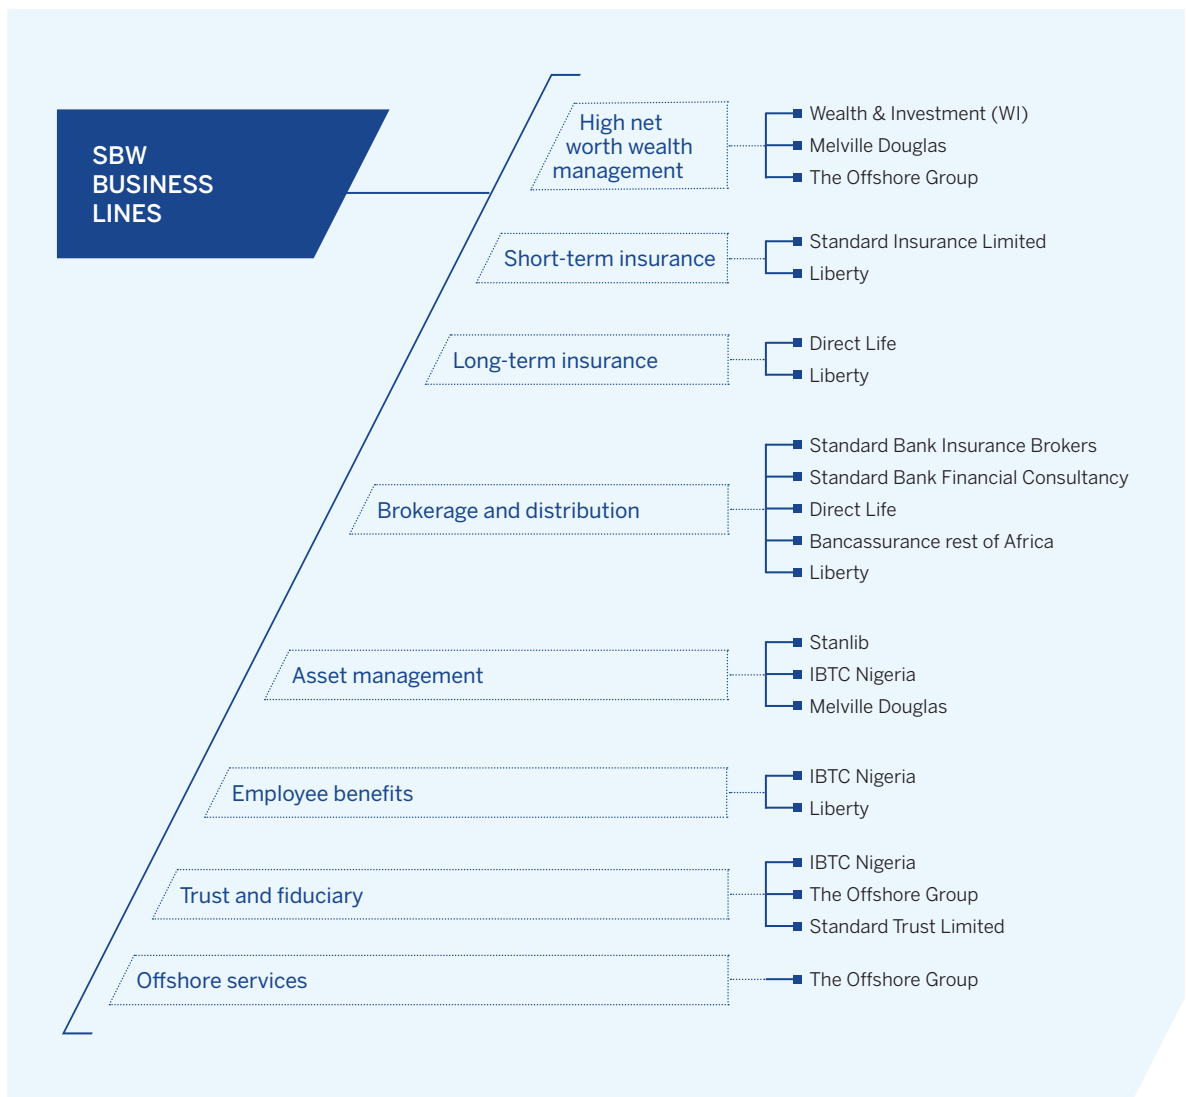 SBW
BUSINESS
LINES
High net
worth wealth
management
Wealth & Investment (WI)
Melville Douglas
The Offshore Group
Short-term insurance
Standard Insurance Limited
Liberty
Long-term insurance
Direct Life
Liberty
Brokerage and distribution
Standard Bank Insurance Brokers
Standard Bank Financial Consultancy
Direct Life
Bancassurance rest of Africa
Liberty
Asset management
Stanlib
IBTC Nigeria
Melville Douglas
Employee benefits
IBTC Nigeria
Liberty
Trust and fiduciary
IBTC Nigeria
The Offshore Group
Standard Trust Limited
Offshore services
The Offshore Group